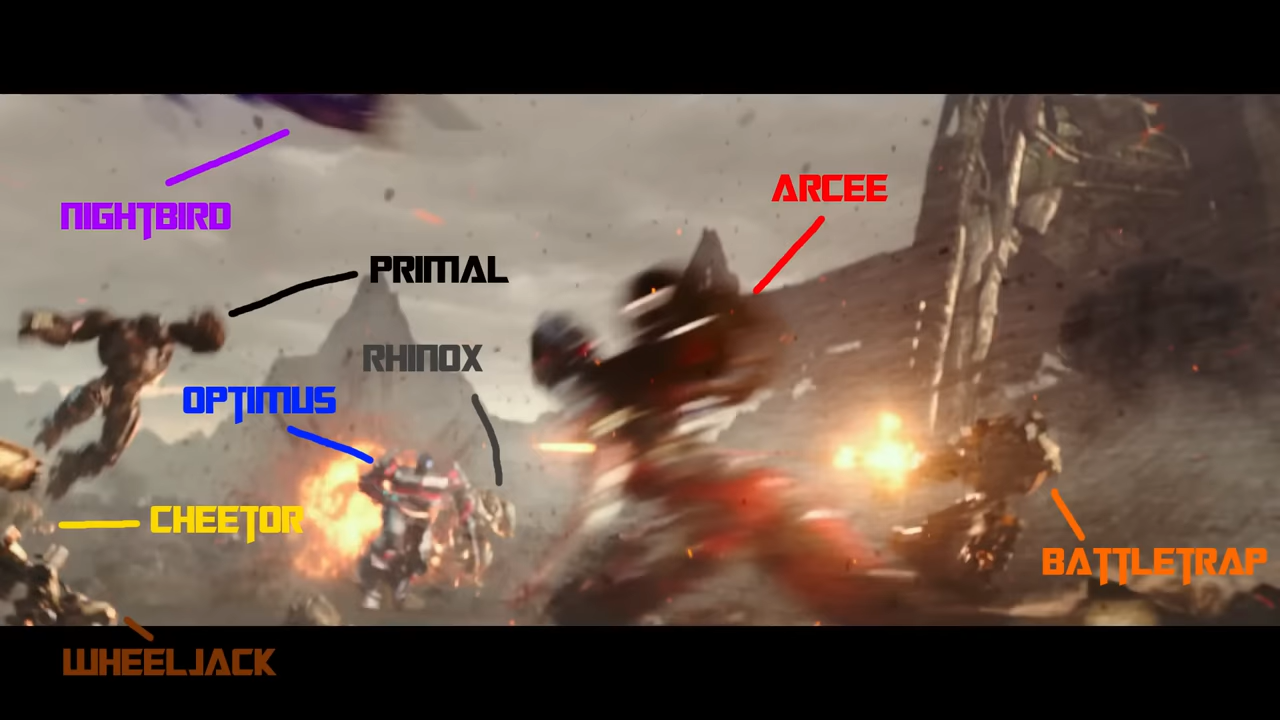 ARCEE
NIGHTBIRD
PRIMAL
RHINOX
OPTIMUS
CHEETOR
BATTLETRAP
WHEELJACK